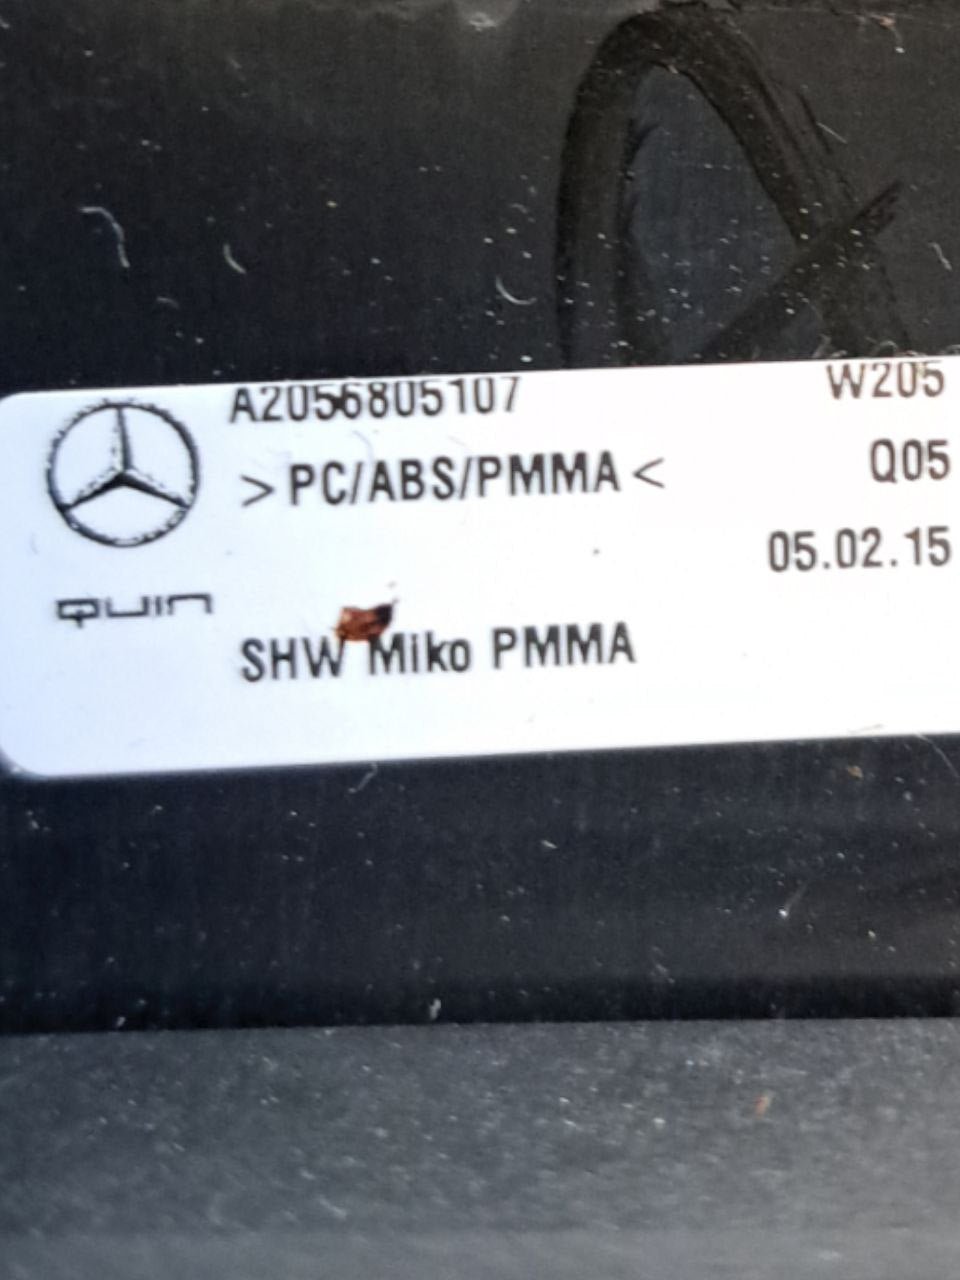 A2056805107 W205
>PC/ABS/PMMA< Q05
05.02.15
QUIN
SHW Miko PMMA